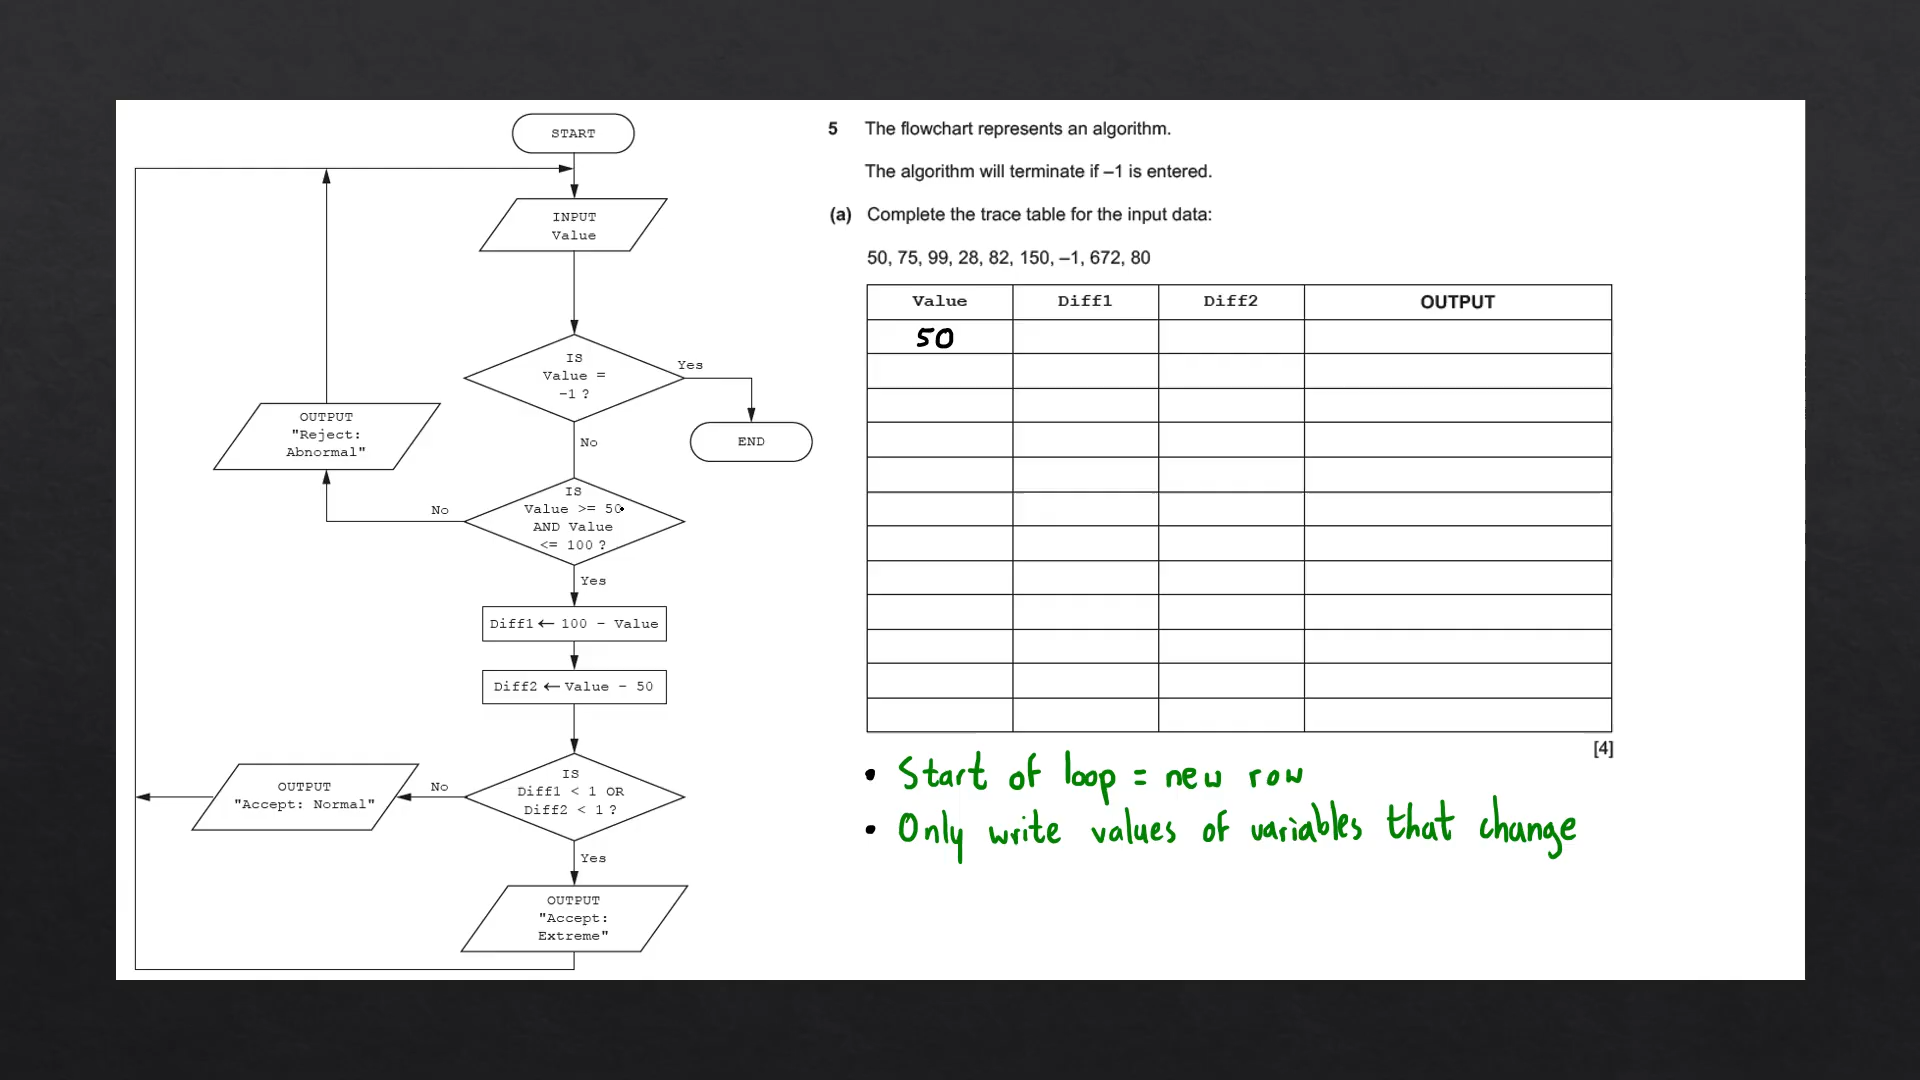 START
INPUT
Value
IS
Value =
-1 ?
Yes
END
No
OUTPUT
"Reject:
Abnormal"
IS
Value >= 50
AND Value
<= 100 ?
No
Yes
Diff1 ← 100 - Value
Diff2 ← Value - 50
IS
Diff1 < 1 OR
Diff2 < 1 ?
No
OUTPUT
"Accept: Normal"
Yes
OUTPUT
"Accept:
Extreme"
5 The flowchart represents an algorithm.
The algorithm will terminate if –1 is entered.
(a) Complete the trace table for the input data:
50, 75, 99, 28, 82, 150, –1, 672, 80
Value Diff1 Diff2 OUTPUT
50
[4]
• Start of loop = new row
• Only write values of variables that change